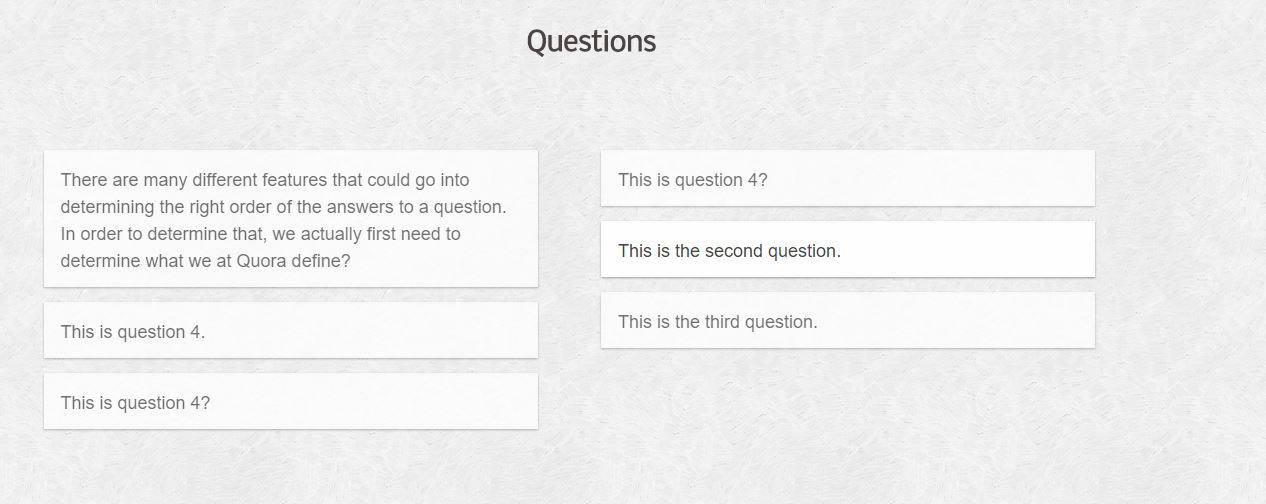 Questions
There are many different features that could go into
determining the right order of the answers to a question.
In order to determine that, we actually first need to
determine what we at Quora define?
This is question 4.
This is question 4?
This is question 4?
This is the second question.
This is the third question.